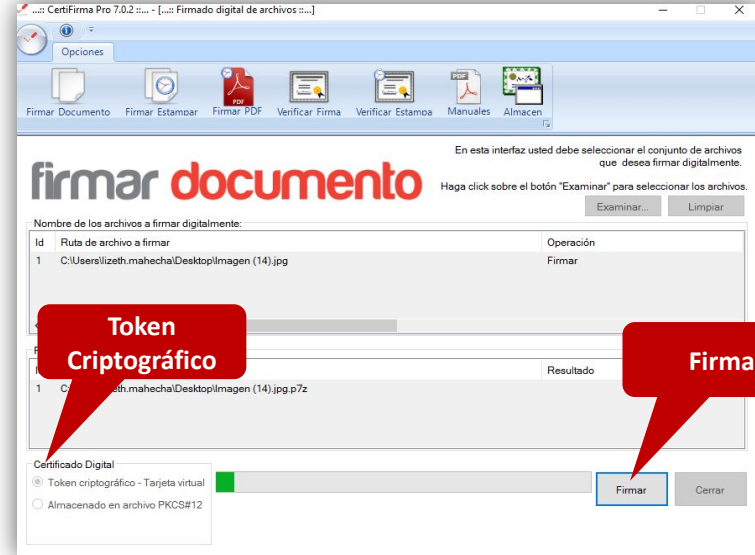 ...:: CertiFirma Pro 7.0.2 ::... - [...:: Firmado digital de archivos ::...]
Opciones
Firmar Documento Firmar Estampar Firmar PDF Verificar Firma Verificar Estampa Manuales Almacen
firmar documento
En esta interfaz usted debe seleccionar el conjunto de archivos
que desea firmar digitalmente.
Haga click sobre el botón "Examinar" para seleccionar los archivos.
Examinar... Limpiar
Nombre de los archivos a firmar digitalmente:
Id Ruta de archivo a firmar Operación
1 C:\Users\lizeth.mahecha\Desktop\Imagen (14).jpg Firmar
Token
Criptográfico
Firma
Resultado
1 C: eth.mahecha\Desktop\Imagen (14).jpg.p7z
Certificado Digital
Token criptográfico - Tarjeta virtual
Almacenado en archivo PKCS#12
Firmar Cerrar